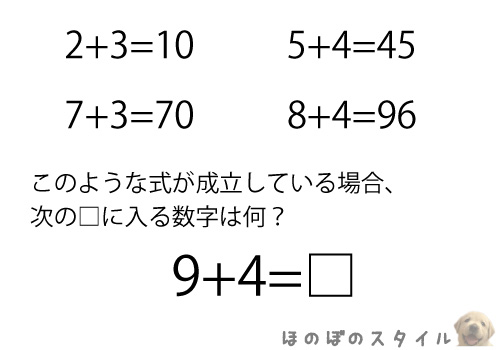 2+3=10 5+4=45
7+3=70 8+4=96
このような式が成立している場合、
次の□に入る数字は何？
9+4=□
ほのぼのスタイル